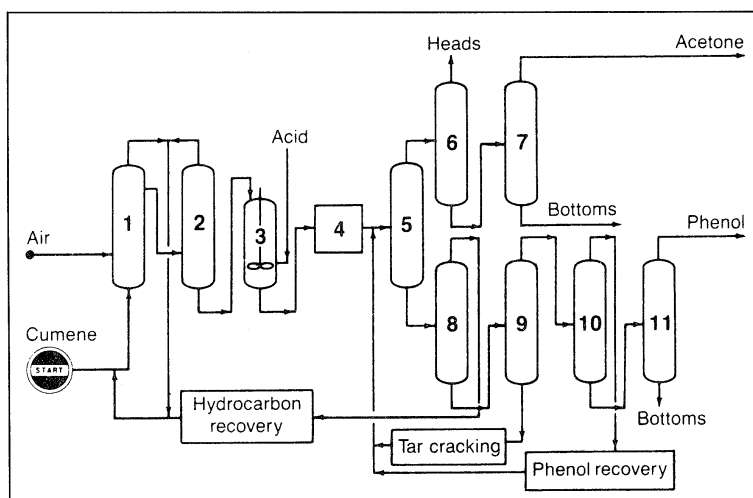 Heads
Acetone
Acid
6
7
1
2
3
4
5
Bottoms
Phenol
Air
8
9
10
11
Cumene
START
Hydrocarbon
recovery
Bottoms
Tar cracking
Phenol recovery